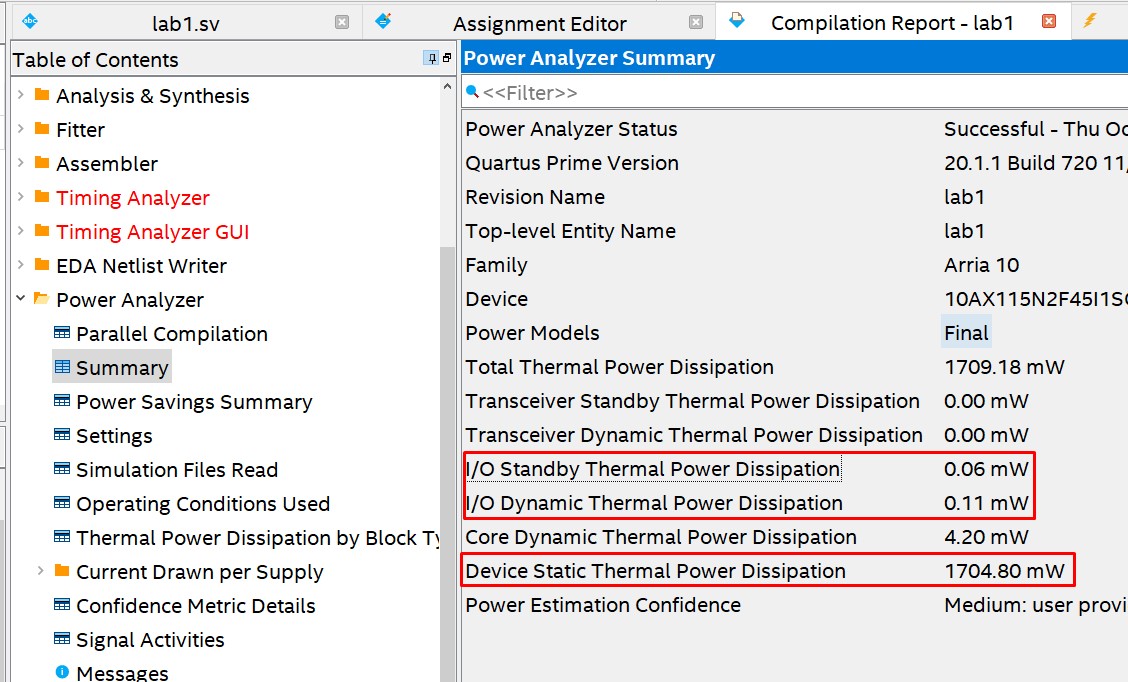 lab1.sv
Assignment Editor
Compilation Report - lab1
Table of Contents
Analysis & Synthesis
Fitter
Assembler
Timing Analyzer
Timing Analyzer GUI
EDA Netlist Writer
Power Analyzer
Parallel Compilation
Summary
Power Savings Summary
Settings
Simulation Files Read
Operating Conditions Used
Thermal Power Dissipation by Block Ty
Current Drawn per Supply
Confidence Metric Details
Signal Activities
Messages
Power Analyzer Summary
<<Filter>>
Power Analyzer Status Successful - Thu Oc
Quartus Prime Version 20.1.1 Build 720 11/
Revision Name lab1
Top-level Entity Name lab1
Family Arria 10
Device 10AX115N2F45I1SG
Power Models Final
Total Thermal Power Dissipation 1709.18 mW
Transceiver Standby Thermal Power Dissipation 0.00 mW
Transceiver Dynamic Thermal Power Dissipation 0.00 mW
I/O Standby Thermal Power Dissipation 0.06 mW
I/O Dynamic Thermal Power Dissipation 0.11 mW
Core Dynamic Thermal Power Dissipation 4.20 mW
Device Static Thermal Power Dissipation 1704.80 mW
Power Estimation Confidence Medium: user provi